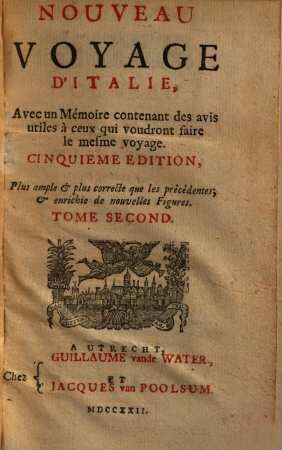 NOUVEAU
VOYAGE
D'ITALIE,
Avec un Mémoire contenant des avis
utiles à ceux qui voudront faire
le mesme voyage.
CINQUIEME EDITION,
Plus ample & plus correcte que les précédentes,
& enrichie de nouvelles Figures.
TOME SECOND.
A UTRECHT,
GUILLAUME vande WATER,
Chez { ET
JACQUES van POOLSUM.
MDCCXXII.